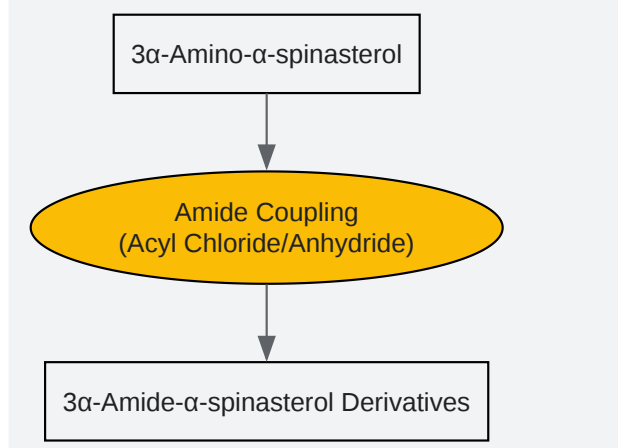 3α-Amino-α-spinasterol
Amide Coupling
(Acyl Chloride/Anhydride)
3α-Amide-α-spinasterol Derivatives